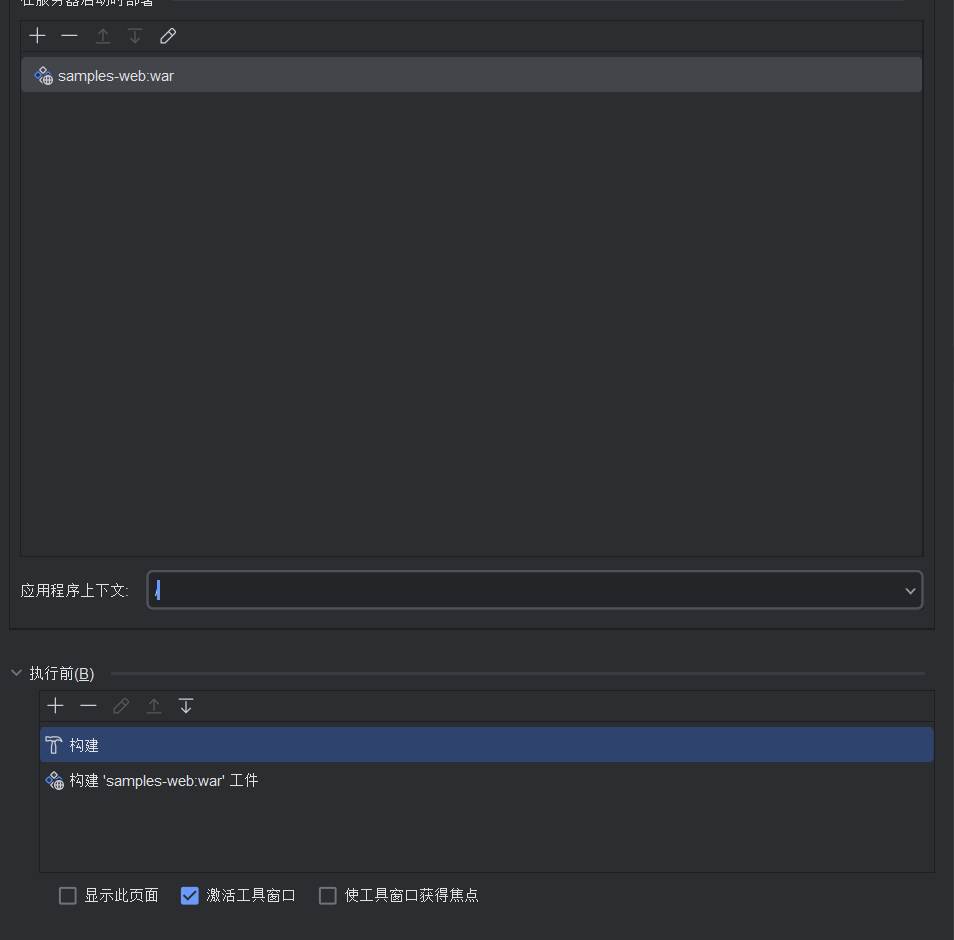 在服务器启动时部署
samples-web:war
应用程序上下文: /
执行前(B)
构建
构建 'samples-web:war' 工件
显示此页面 激活工具窗口 使工具窗口获得焦点